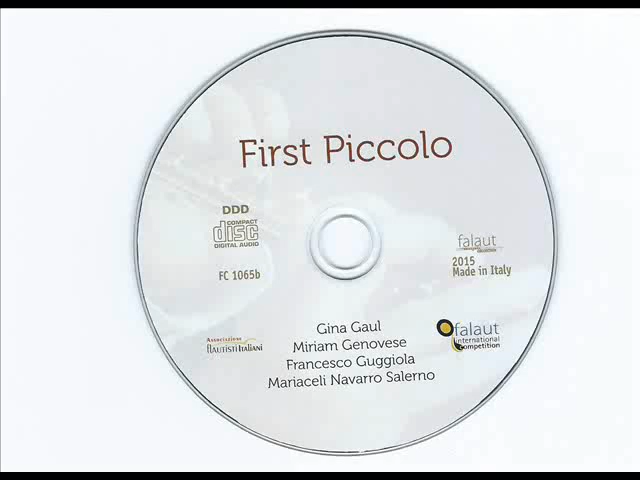 First Piccolo
DDD
COMPACT
disc
DIGITAL AUDIO
FC 1065b
falaut
2015
Made in Italy
Gina Gaul
Miriam Genovese
Francesco Guggiola
Mariaceli Navarro Salerno
Associazione
flautisti italiani
falaut
international
competition